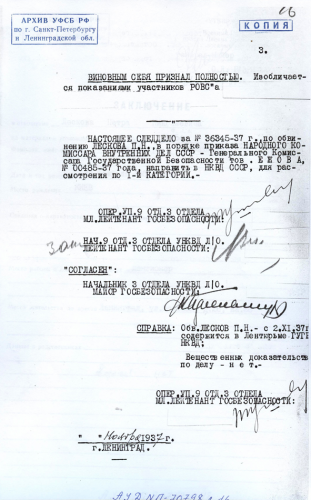 АРХИВ УФСБ РФ
по г. Санкт-Петербургу
и Ленинградской обл.
КОПИЯ
3.
ВИНОВНЫМ СЕБЯ ПРИЗНАЛ ПОЛНОСТЬЮ. Изобличает-
ся показаниями участников РОВС"а
НАСТОЯЩЕЕ СЛЕДДЕЛО за № 36345-37 г., по обви-
нению ЛЕСКОВА П.Н., в порядке приказа НАРОДНОГО КО-
МИССАРА ВНУТРЕННИХ ДЕЛ СССР - Генерального Комис-
сара Государственной Безопасности тов. ЕЖОВА,
№ 00485-37 года, направить в НКВД СССР, для рас-
смотрения по 1-й КАТЕГОРИИ.-
ОПЕР.УП.9 ОТД.3 ОТДЕЛА
МЛ.ЛЕЙТЕНАНТ ГОСБЕЗОПАСНОСТИ:
НАЧ.9 ОТД.3 ОТДЕЛА УНКВД Л/О.
ЛЕЙТЕНАНТ ГОСБЕЗОПАСНОСТИ:
"СОГЛАСЕН":
НАЧАЛЬНИК 3 ОТДЕЛА УНКВД Л/О.
МАЙОР ГОСБЕЗОПАСНОСТИ:
СПРАВКА: Обв.ЛЕСКОВ П.Н.- с 2.XI.37г
содержится в Лентюрьме ГУГБ
НКВД;
Вещественных доказательств
по делу - нет.-
ОПЕР.УП.9 ОТД.3 ОТДЕЛА
МЛ.ЛЕЙТЕНАНТ ГОСБЕЗОПАСНОСТИ:
" " Ноября 1937 г.
г.ЛЕНИНГРАД.